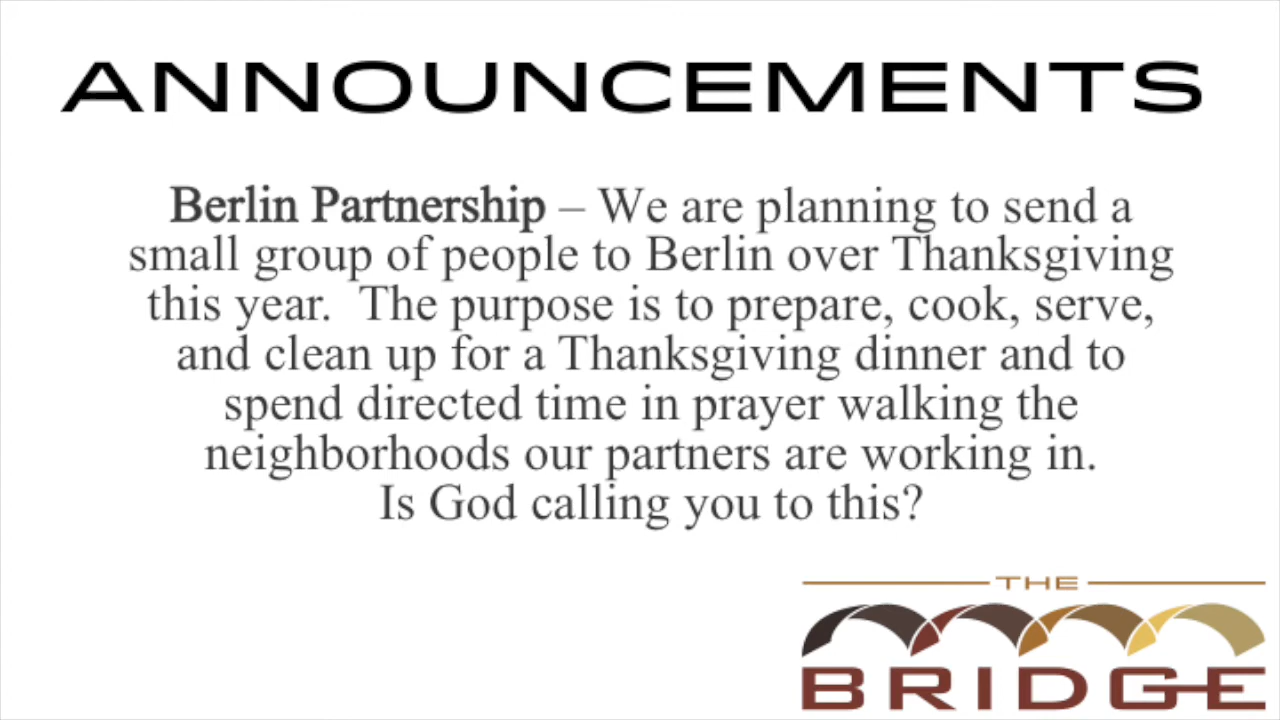 ANNOUNCEMENTS
Berlin Partnership – We are planning to send a
small group of people to Berlin over Thanksgiving
this year.  The purpose is to prepare, cook, serve,
and clean up for a Thanksgiving dinner and to
spend directed time in prayer walking the
neighborhoods our partners are working in.
Is God calling you to this?
THE
BRIDGE